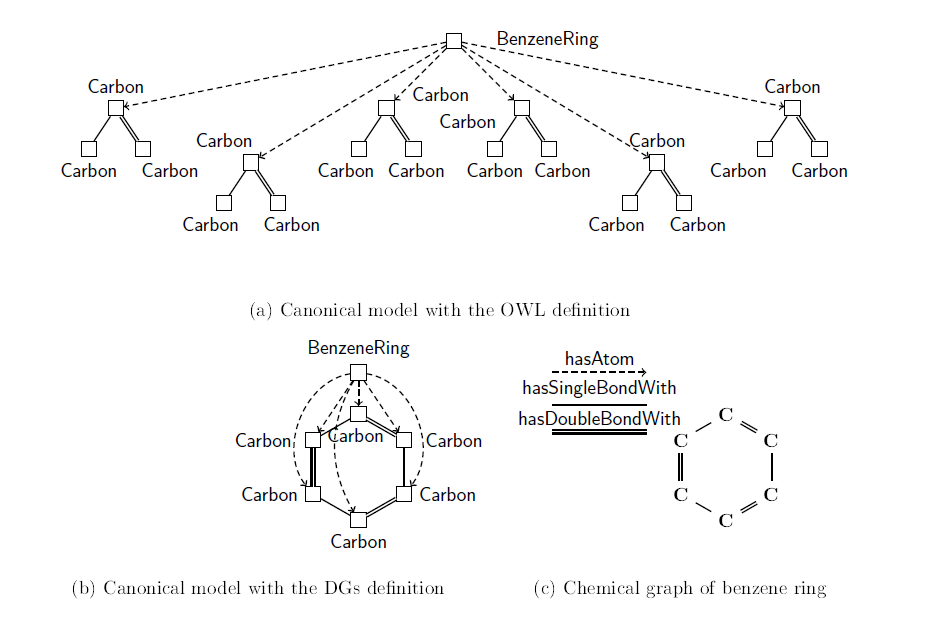 BenzeneRing
Carbon Carbon
Carbon
Carbon
Carbon Carbon
Carbon Carbon Carbon Carbon Carbon Carbon Carbon Carbon
Carbon Carbon Carbon Carbon
(a) Canonical model with the OWL definition
BenzeneRing
Carbon Carbon Carbon
Carbon Carbon
Carbon
(b) Canonical model with the DGs definition
hasAtom
hasSingleBondWith
hasDoubleBondWith
C
C C
C C
C
(c) Chemical graph of benzene ring